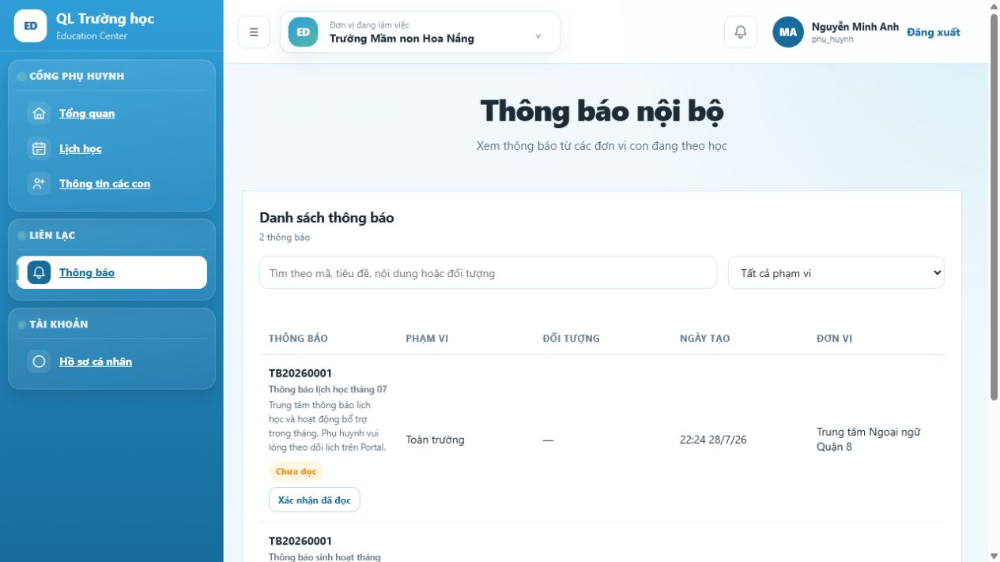 ED
QL Trường học
Education Center
CỔNG PHỤ HUYNH
Tổng quan
Lịch học
Thông tin các con
LIÊN LẠC
Thông báo
TÀI KHOẢN
Hồ sơ cá nhân
ED
Đơn vị đang làm việc
Trường Mầm non Hoa Nắng
MA
Nguyễn Minh Anh
phu_huynh
Đăng xuất
Thông báo nội bộ
Xem thông báo từ các đơn vị con đang theo học
Danh sách thông báo
2 thông báo
Tìm theo mã, tiêu đề, nội dung hoặc đối tượng
Tất cả phạm vi
THÔNG BÁO PHẠM VI ĐỐI TƯỢNG NGÀY TẠO ĐƠN VỊ
TB20260001
Thông báo lịch học tháng 07
Trung tâm thông báo lịch
học và hoạt động bổ trợ
trong tháng. Phụ huynh vui
lòng theo dõi lịch trên Portal.
Chưa đọc
Xác nhận đã đọc
Toàn trường
—
22:24 28/7/26
Trung tâm Ngoại ngữ
Quận 8
TB20260001
Thông báo sinh hoạt tháng